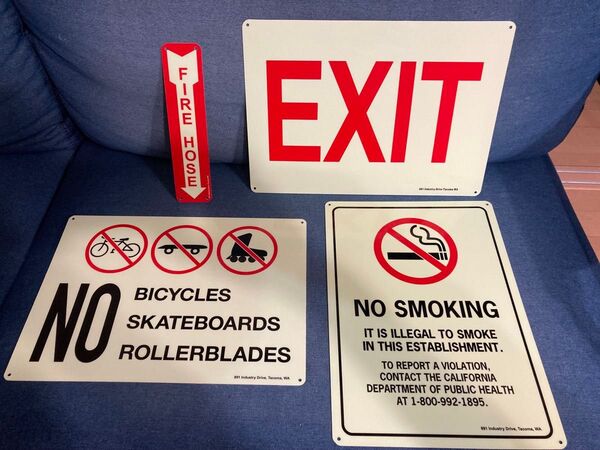 FIRE HOSE
EXIT
891 Industry Drive Tacoma WA
NO
BICYCLES
SKATEBOARDS
ROLLERBLADES
891 Industry Drive, Tacoma, WA
NO SMOKING
IT IS ILLEGAL TO SMOKE
IN THIS ESTABLISHMENT.
TO REPORT A VIOLATION,
CONTACT THE CALIFORNIA
DEPARTMENT OF PUBLIC HEALTH
AT 1-800-992-1895.
891 Industry Drive, Tacoma, WA.